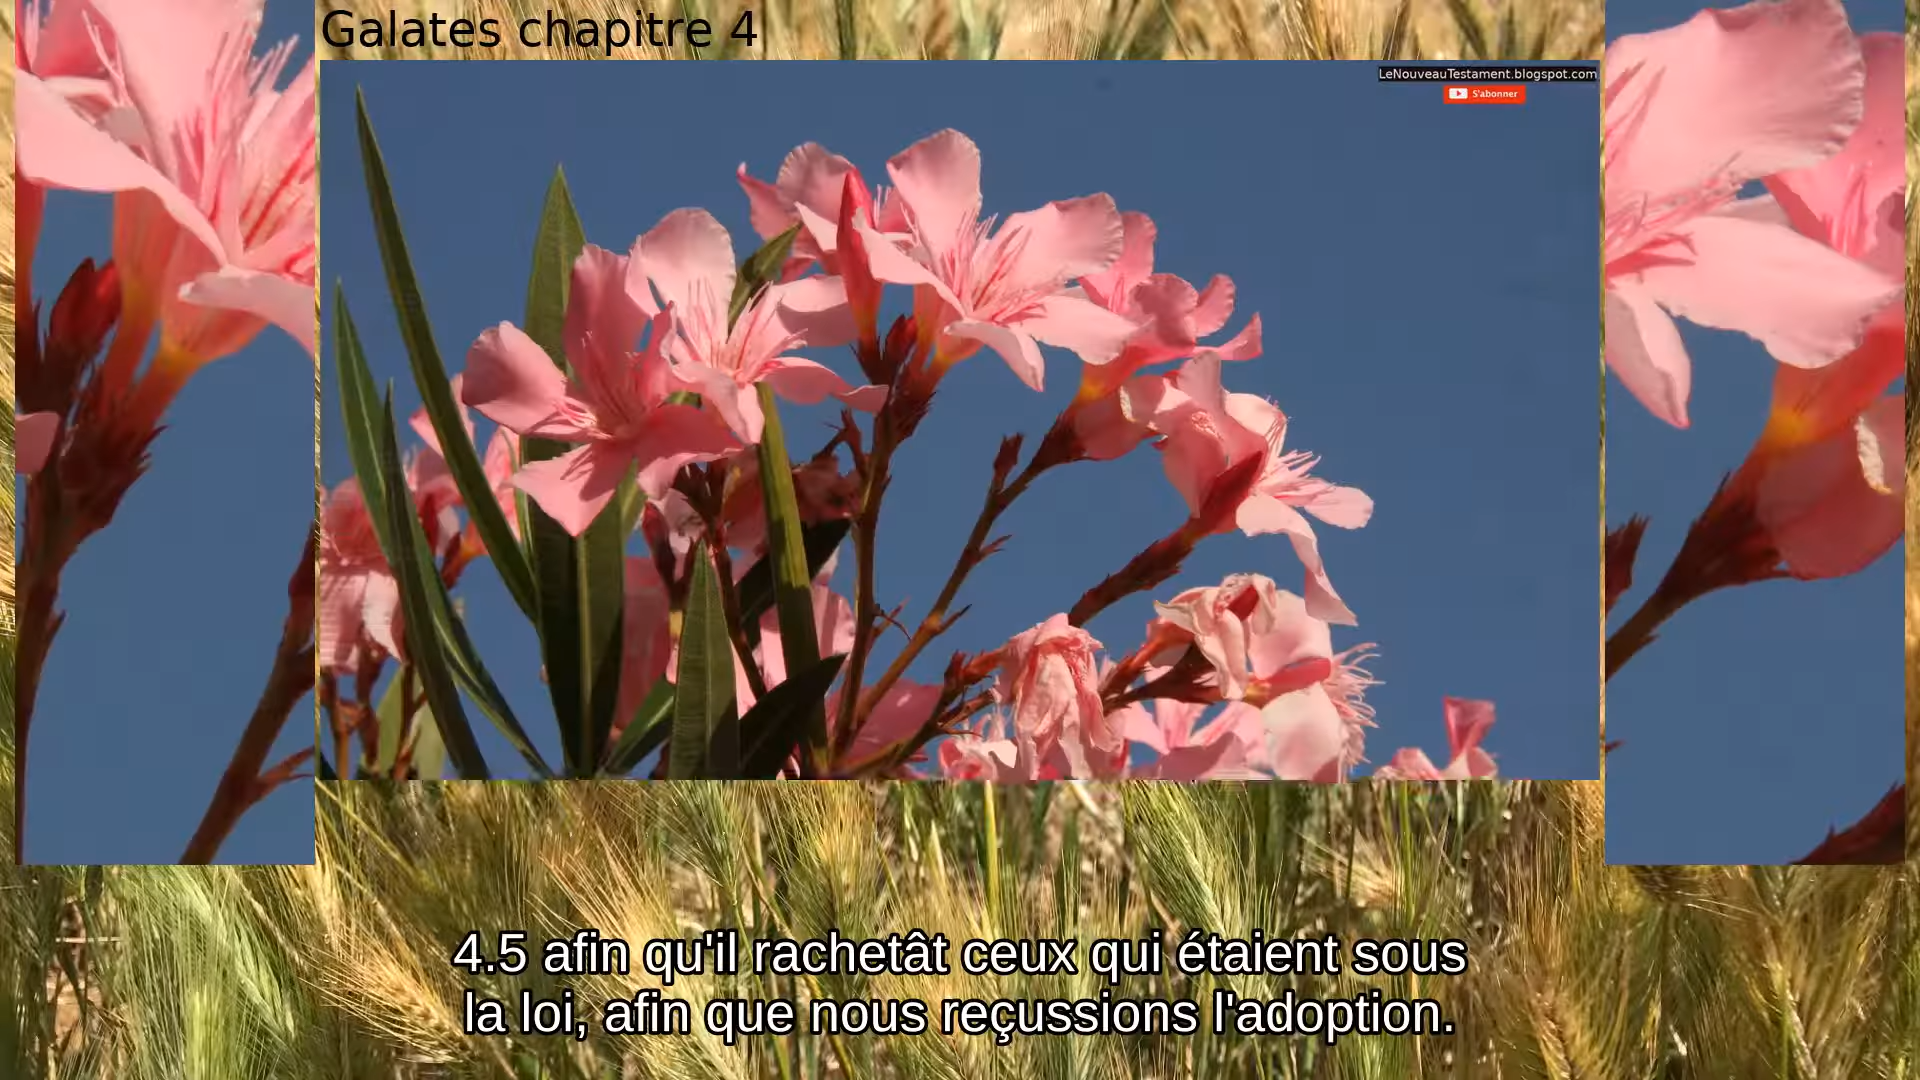 Galates chapitre 4
LeNouveauTestament.blogspot.com
S'abonner
4.5 afin qu'il rachetât ceux qui étaient sous
la loi, afin que nous reçussions l'adoption.